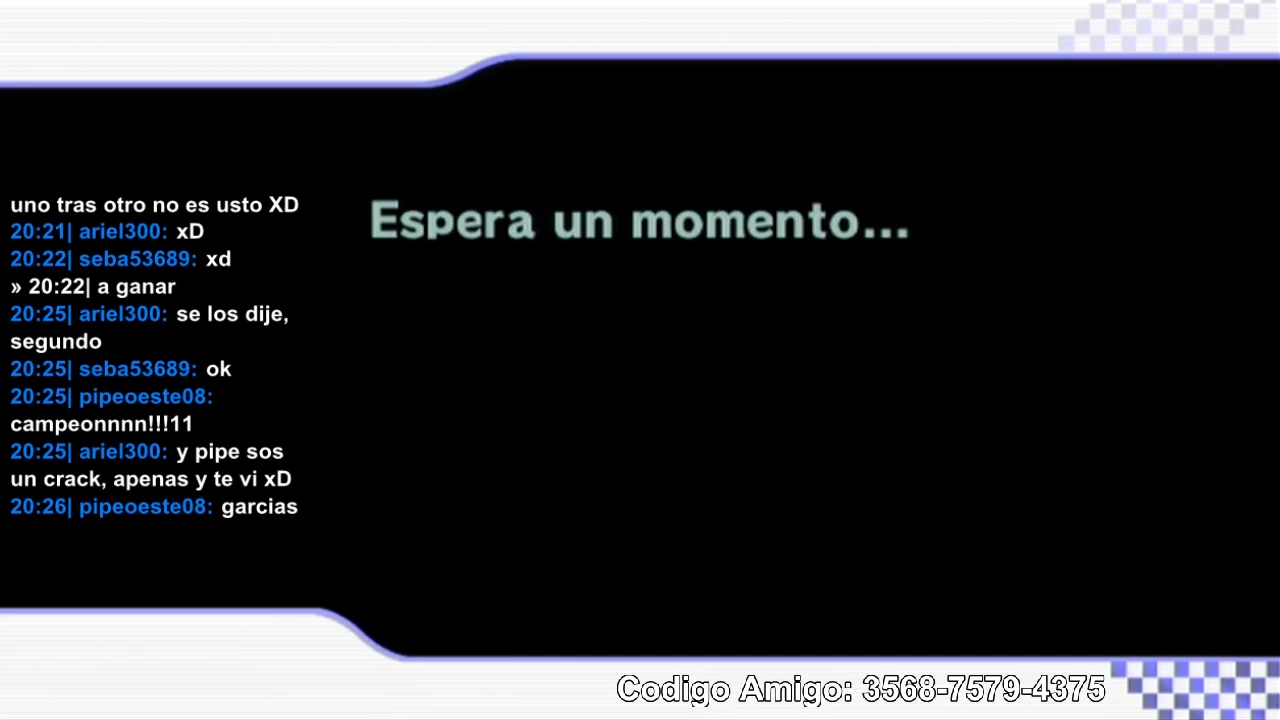 uno tras otro no es usto XD
20:21| ariel300: xD
20:22| seba53689: xd
» 20:22| a ganar
20:25| ariel300: se los dije,
segundo
20:25| seba53689: ok
20:25| pipeoeste08:
campeonnnn!!!11
20:25| ariel300: y pipe sos
un crack, apenas y te vi xD
20:26| pipeoeste08: garcias
Espera un momento...
Codigo Amigo: 3568-7579-4375